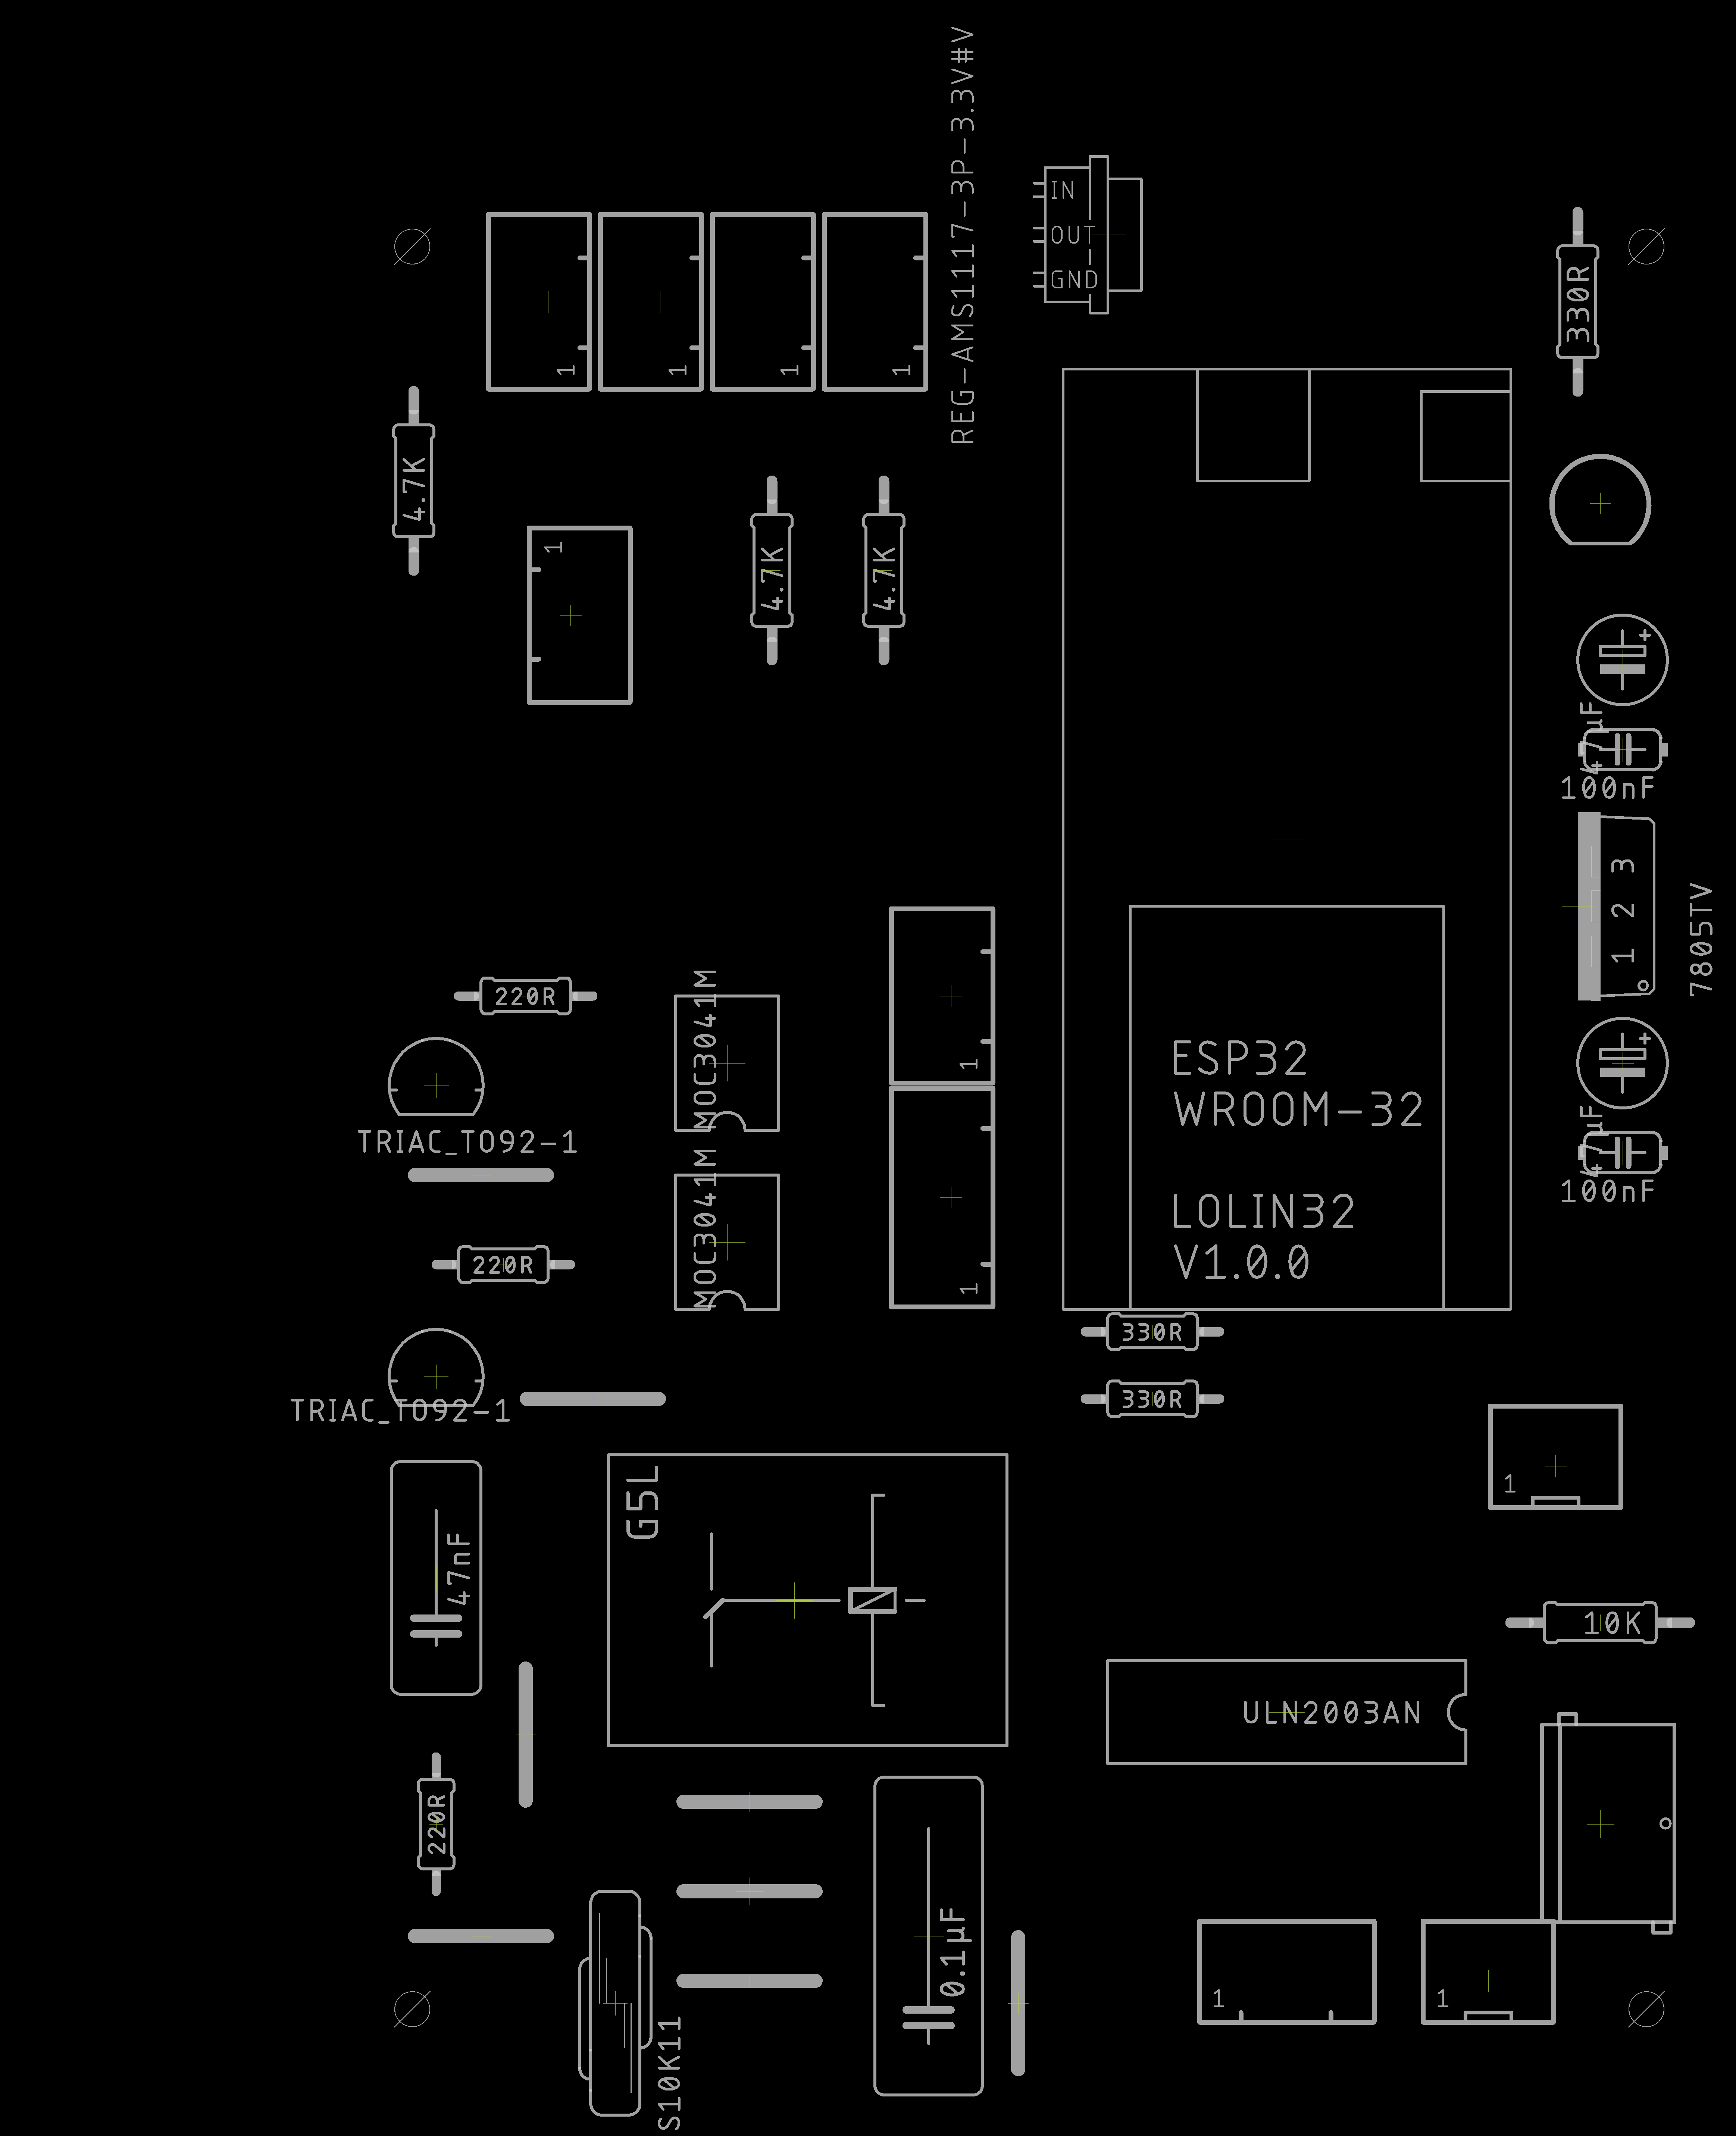 REG-AMS1117-3P-3.3V#V
IN
OUT
GND
330R
1
1
1
1
4.7K
1
4.7K
4.7K
47µF
100nF
3
2
1
7805TV
220R
MOC3041M
1
TRIAC_TO92-1
ESP32
WROOM-32
LOLIN32
V1.0.0
47µF
100nF
220R
MOC3041M
1
330R
330R
TRIAC_TO92-1
G5L
1
47nF
10K
ULN2003AN
220R
0.1µF
1
1
S10K11